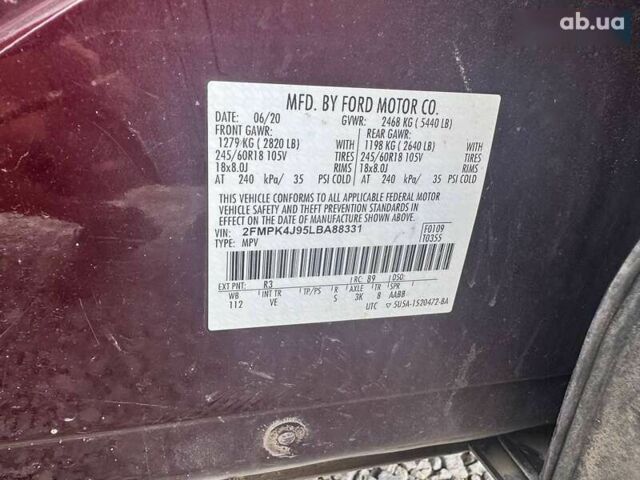 ab.ua
MFD. BY FORD MOTOR CO.
DATE: 06/20 GVWR: 2468 KG ( 5440 LB)
FRONT GAWR: REAR GAWR:
1279 KG ( 2820 LB) WITH 1198 KG ( 2640 LB) WITH
245/60R18 105V TIRES 245/60R18 105V TIRES
18x8.0J RIMS 18x8.0J RIMS
AT 240 kPa/ 35 PSI COLD AT 240 kPa/ 35 PSI COLD
THIS VEHICLE CONFORMS TO ALL APPLICABLE FEDERAL MOTOR
VEHICLE SAFETY AND THEFT PREVENTION STANDARDS IN
EFFECT ON THE DATE OF MANUFACTURE SHOWN ABOVE.
VIN: 2FMPK4J95LBA88331 F0109
TYPE: MPV T0355
EXT PNT: R3 RC: B9 DSO:
WB INT TR TP/PS R AXLE TR SPR
112 VE S 3K 8 AABB
UTC 5U5A-1520472-BA